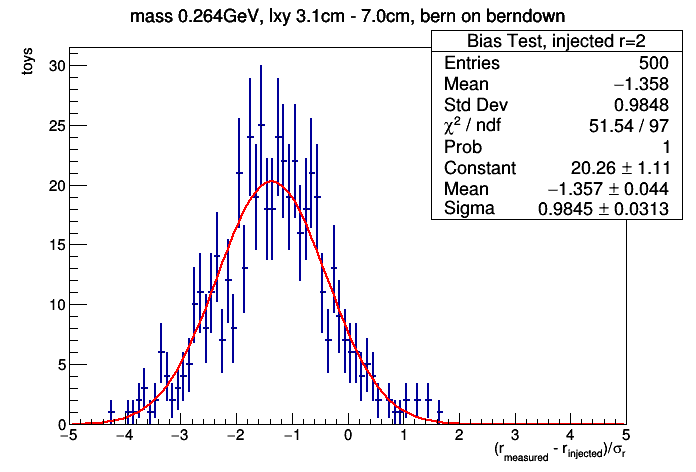 mass 0.264GeV, lxy 3.1cm - 7.0cm, bern on berndown
Bias Test, injected r=2
Entries 500
Mean −1.358
Std Dev 0.9848
χ² / ndf 51.54 / 97
Prob 1
Constant 20.26 ± 1.11
Mean −1.357 ± 0.044
Sigma 0.9845 ± 0.0313
toys
30
25
20
15
10
5
0
−5 −4 −3 −2 −1 0 1 2 3 4 5
(r_measured - r_injected)/σ_r